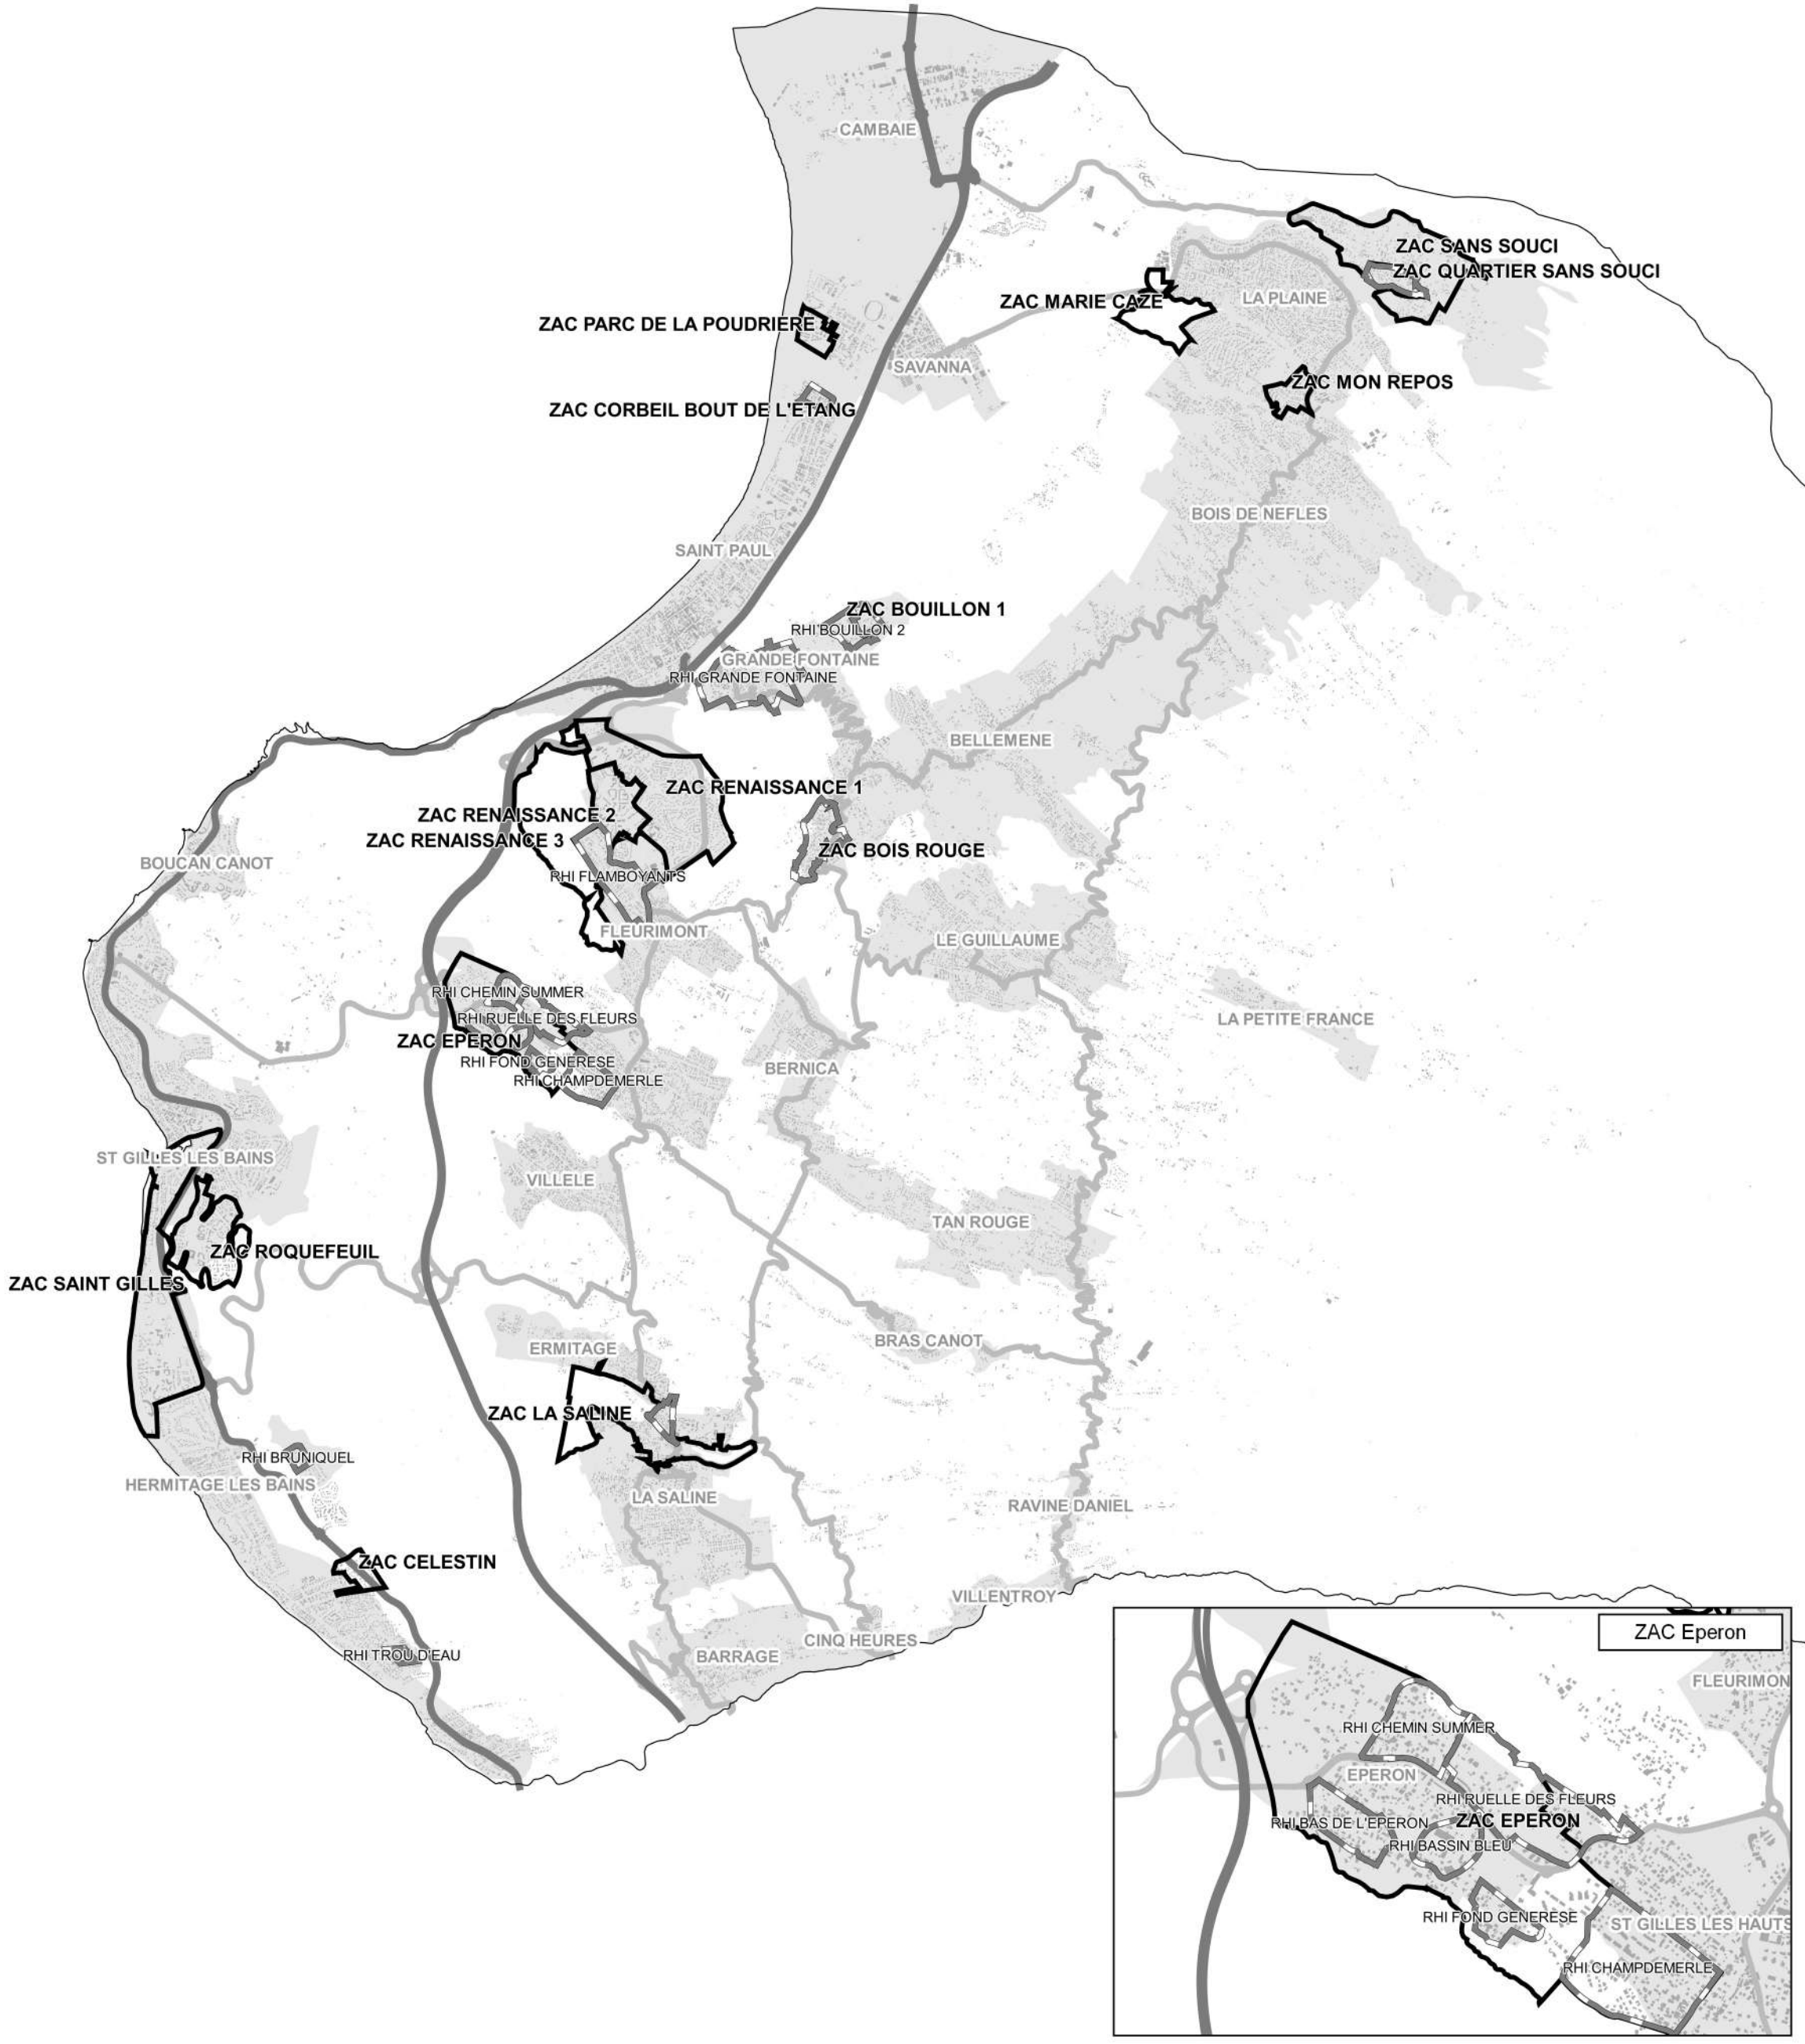 CAMBAIE
ZAC SANS SOUCI
ZAC QUARTIER SANS SOUCI
LA PLAINE
ZAC MARIE CAZE
ZAC PARC DE LA POUDRIERE
SAVANNA
ZAC MON REPOS
ZAC CORBEIL BOUT DE L'ETANG
BOIS DE NEFLES
SAINT PAUL
ZAC BOUILLON 1
RHI BOUILLON 2
GRANDE FONTAINE
RHI GRANDE FONTAINE
BELLEMENE
ZAC RENAISSANCE 1
ZAC RENAISSANCE 2
ZAC RENAISSANCE 3
ZAC BOIS ROUGE
BOUCAN CANOT
RHI FLAMBOYANTS
FLEURIMONT
LE GUILLAUME
RHI CHEMIN SUMMER
RHI RUELLE DES FLEURS
LA PETITE FRANCE
ZAC EPERON
RHI FOND GENERESE
BERNICA
RHI CHAMPDEMERLE
ST GILLES LES BAINS
VILLELE
TAN ROUGE
ZAC ROQUEFEUIL
ZAC SAINT GILLES
BRAS CANOT
ERMITAGE
ZAC LA SALINE
RHI BRUNIQUEL
HERMITAGE LES BAINS
LA SALINE
RAVINE DANIEL
ZAC CELESTIN
VILLENTROY
CINQ HEURES
RHI TROU D'EAU
BARRAGE
ZAC Eperon
FLEURIMON
RHI CHEMIN SUMMER
EPERON
RHI RUELLE DES FLEURS
RHI BAS DE L'EPERON
ZAC EPERON
RHI BASSIN BLEU
RHI FOND GENERESE
ST GILLES LES HAUTS
RHI CHAMPDEMERLE